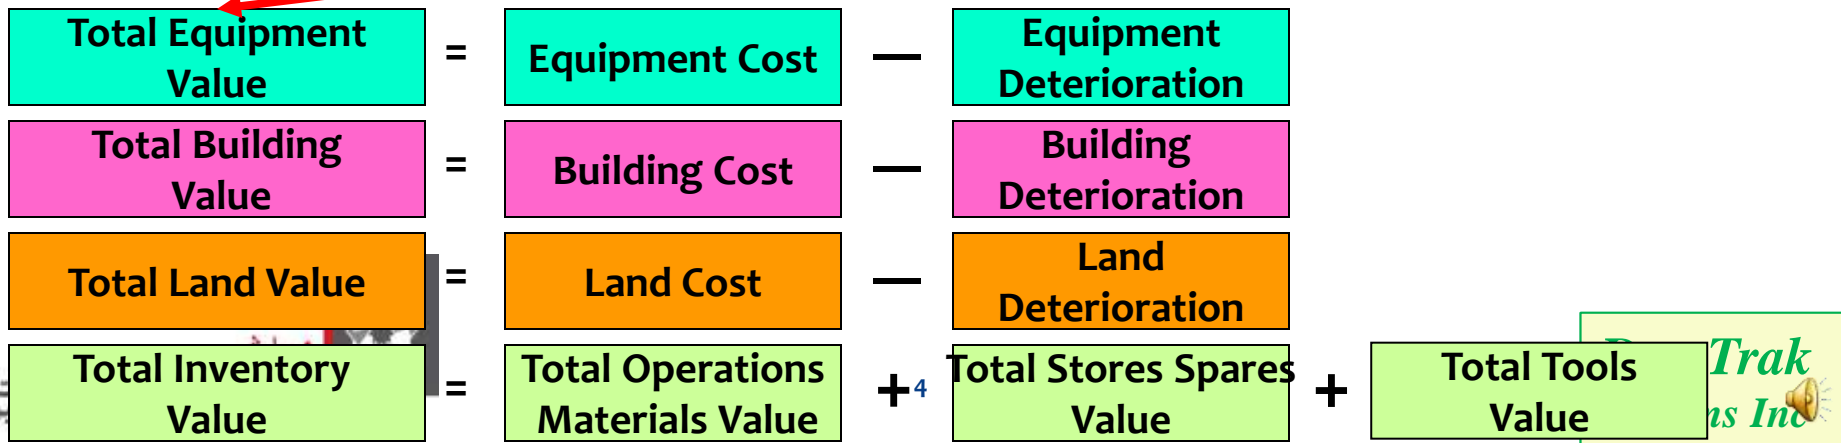 Total Equipment
Value
=
Equipment Cost
—
Equipment
Deterioration
Total Building
Value
=
Building Cost
—
Building
Deterioration
Total Land Value
=
Land Cost
—
Land
Deterioration
Total Inventory
Value
=
Total Operations
Materials Value
+
4
Total Stores Spares
Value
+
Total Tools
Value
Trak
Inc